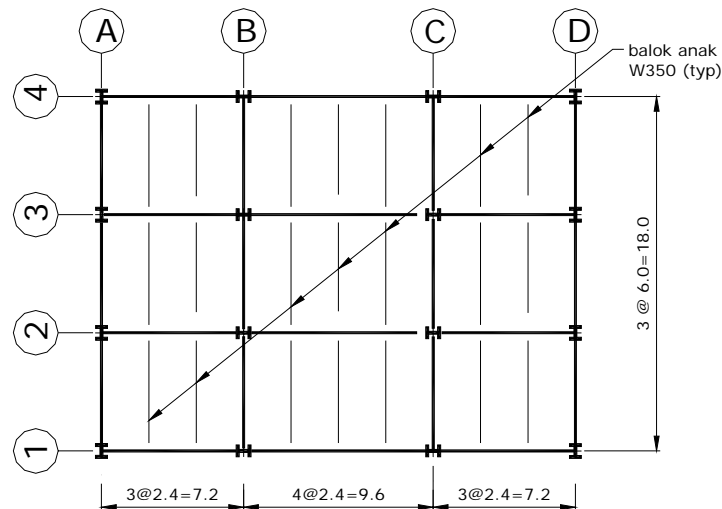 A
B
C
D
balok anak
W350 (typ)
4
3
2
1
3 @ 6.0=18.0
3@2.4=7.2
4@2.4=9.6
3@2.4=7.2